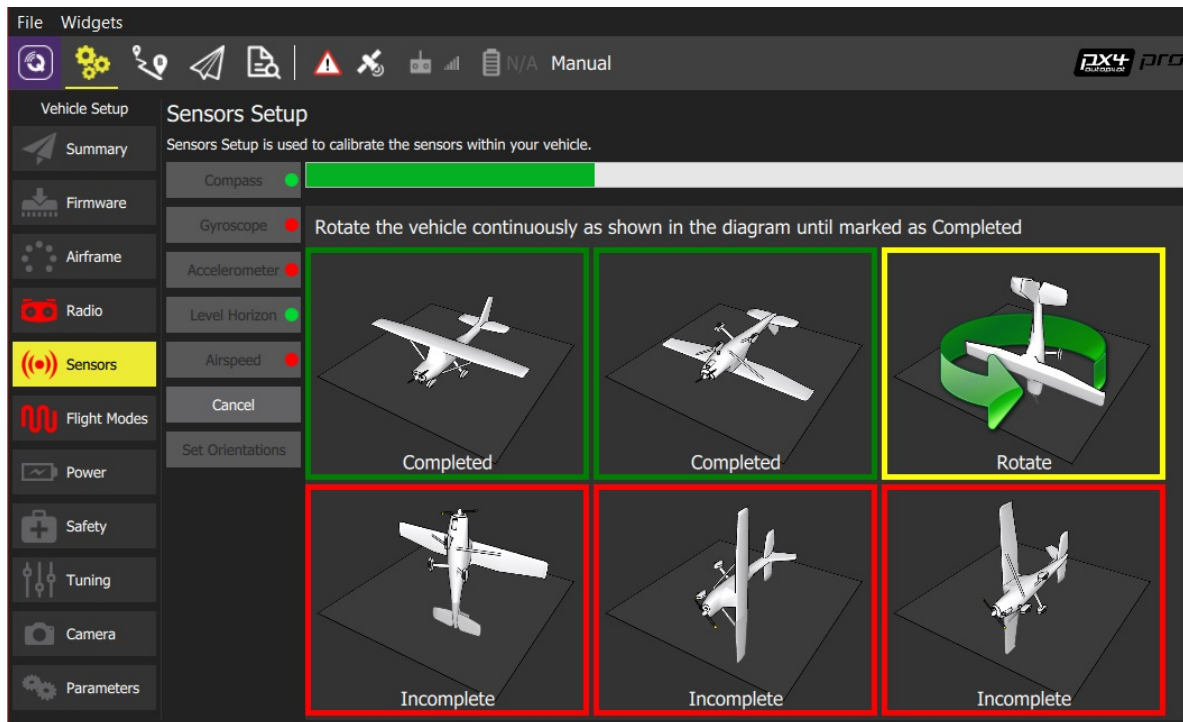 File Widgets
N/A Manual
px4 pro
autopilot
Vehicle Setup
Summary
Firmware
Airframe
Radio
Sensors
Flight Modes
Power
Safety
Tuning
Camera
Parameters
Sensors Setup
Sensors Setup is used to calibrate the sensors within your vehicle.
Compass
Gyroscope
Accelerometer
Level Horizon
Airspeed
Cancel
Set Orientations
Rotate the vehicle continuously as shown in the diagram until marked as Completed
Completed
Completed
Rotate
Incomplete
Incomplete
Incomplete